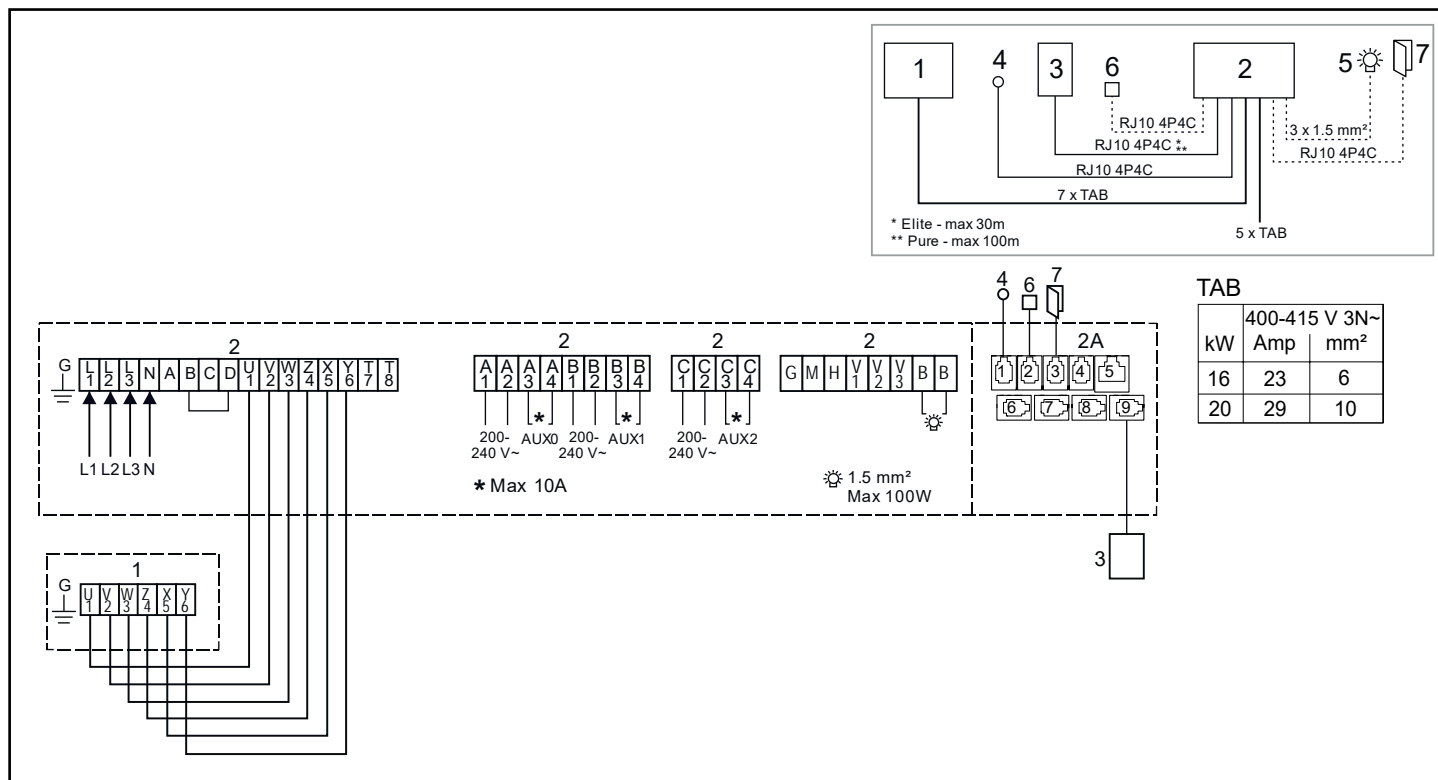 1
4
3
6
2
5
7
RJ10 4P4C
3 x 1.5 mm²
RJ10 4P4C *
**
RJ10 4P4C
RJ10 4P4C
7 x TAB
5 x TAB
* Elite - max 30m
** Pure - max 100m
4
6
7
TAB
400-415 V 3N~
kW Amp mm²
16 23 6
20 29 10
2
2
2
2
2A
G
L1 L2 L3 N A B C D U1 V2 W3 Z4 X5 Y6 T7 T8
A1 A2 A3 A4 B1 B2 B3 B4
C1 C2 C3 C4
G M H V1 V2 V3 B B
1 2 3 4 5
6 7 8 9
L1 L2 L3 N
200-240 V~
* AUX0
200-240 V~
* AUX1
200-240 V~
* AUX2
* Max 10A
1.5 mm²
Max 100W
3
1
G
U1 V2 W3 Z4 X5 Y6